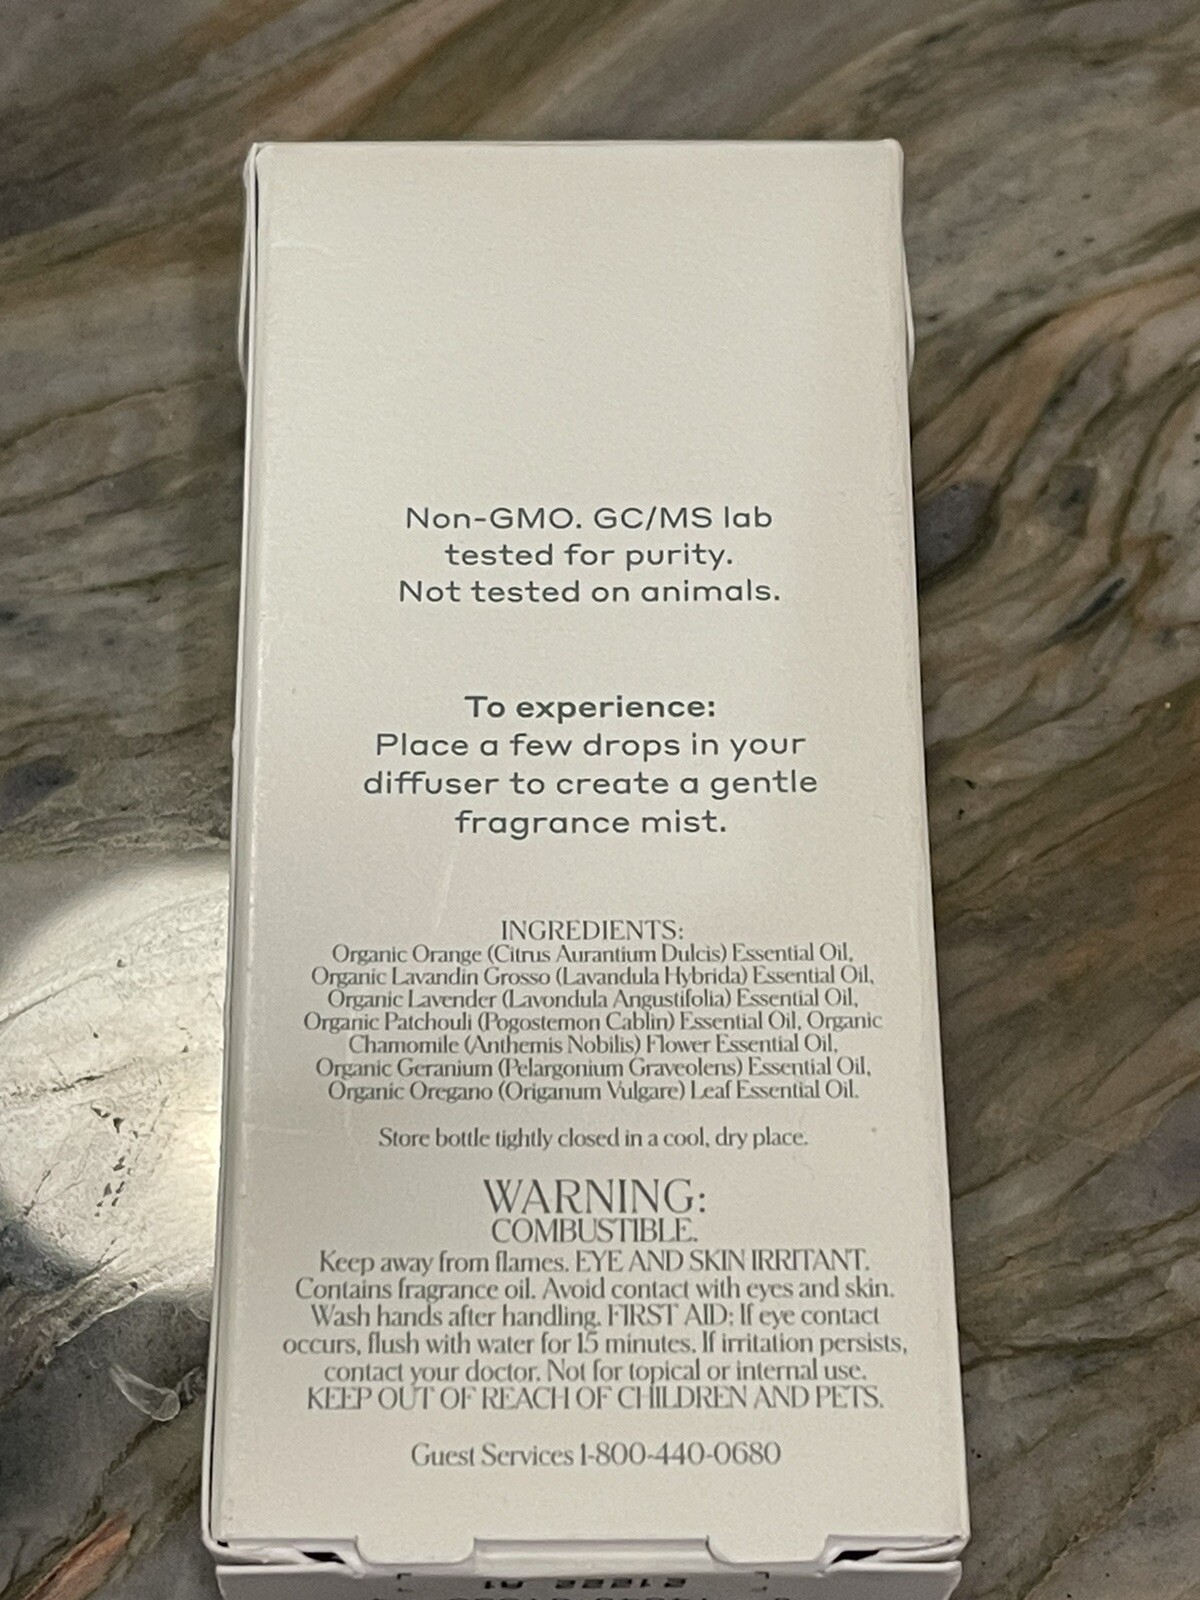 Non-GMO. GC/MS lab
tested for purity.
Not tested on animals.
To experience:
Place a few drops in your
diffuser to create a gentle
fragrance mist.
INGREDIENTS:
Organic Orange (Citrus Aurantium Dulcis) Essential Oil,
Organic Lavandin Grosso (Lavandula Hybrida) Essential Oil,
Organic Lavender (Lavondula Angustifolia) Essential Oil,
Organic Patchouli (Pogostemon Cablin) Essential Oil, Organic
Chamomile (Anthemis Nobilis) Flower Essential Oil,
Organic Geranium (Pelargonium Graveolens) Essential Oil,
Organic Oregano (Origanum Vulgare) Leaf Essential Oil.
Store bottle tightly closed in a cool, dry place.
WARNING:
COMBUSTIBLE.
Keep away from flames. EYE AND SKIN IRRITANT.
Contains fragrance oil. Avoid contact with eyes and skin.
Wash hands after handling. FIRST AID: If eye contact
occurs, flush with water for 15 minutes. If irritation persists,
contact your doctor. Not for topical or internal use.
KEEP OUT OF REACH OF CHILDREN AND PETS.
Guest Services 1-800-440-0680